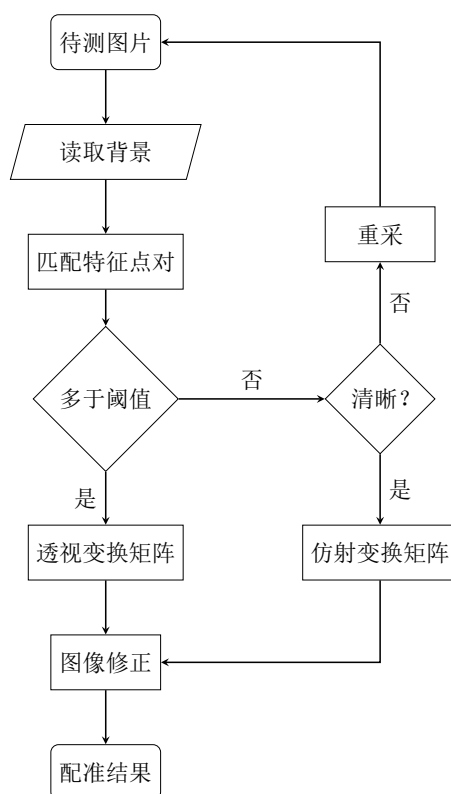 待测图片
读取背景
重采
匹配特征点对
否
多于阈值
否
清晰？
是
是
透视变换矩阵
仿射变换矩阵
图像修正
配准结果